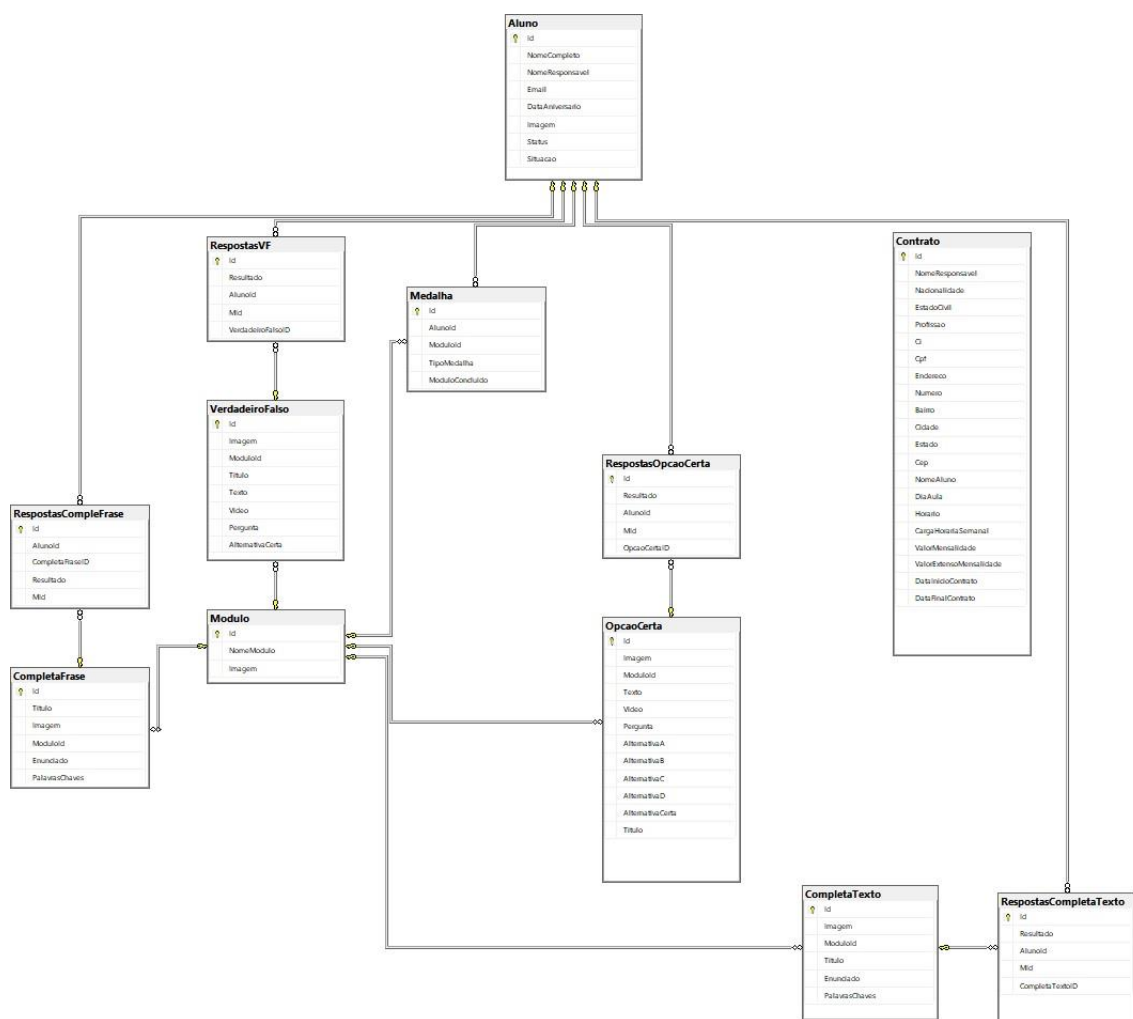 Aluno
Id
NomeCompleto
NomeResponsavel
Email
DataAniversario
Imagem
Status
Situacao
RespostasVF
Id
Resultado
AlunoId
MId
VerdadeiroFalsoID
Medalha
Id
AlunoId
ModuloId
TipoMedalha
ModuloConcluido
Contrato
Id
NomeResponsavel
Nacionalidade
EstadoCivil
Profissao
Ci
Cpf
Endereco
Numero
Bairro
Cidade
Estado
Cep
NomeAluno
DiaAula
Horario
CargaHorariaSemanal
ValorMensalidade
ValorExtensoMensalidade
DataInicioContrato
DataFinalContrato
VerdadeiroFalso
Id
Imagem
ModuloId
Titulo
Texto
Video
Pergunta
AlternativaCerta
RespostasOpcaoCerta
Id
Resultado
AlunoId
MId
OpcaoCertaID
RespostasCompleFrase
Id
AlunoId
CompletaFraseID
Resultado
MId
Modulo
Id
NomeModulo
Imagem
OpcaoCerta
Id
Imagem
ModuloId
Texto
Video
Pergunta
AlternativaA
AlternativaB
AlternativaC
AlternativaD
AlternativaCerta
Titulo
CompletaFrase
Id
Titulo
Imagem
ModuloId
Enunciado
PalavrasChaves
CompletaTexto
Id
Imagem
ModuloId
Titulo
Enunciado
PalavrasChaves
RespostasCompletaTexto
Id
Resultado
AlunoId
MId
CompletaTextoID